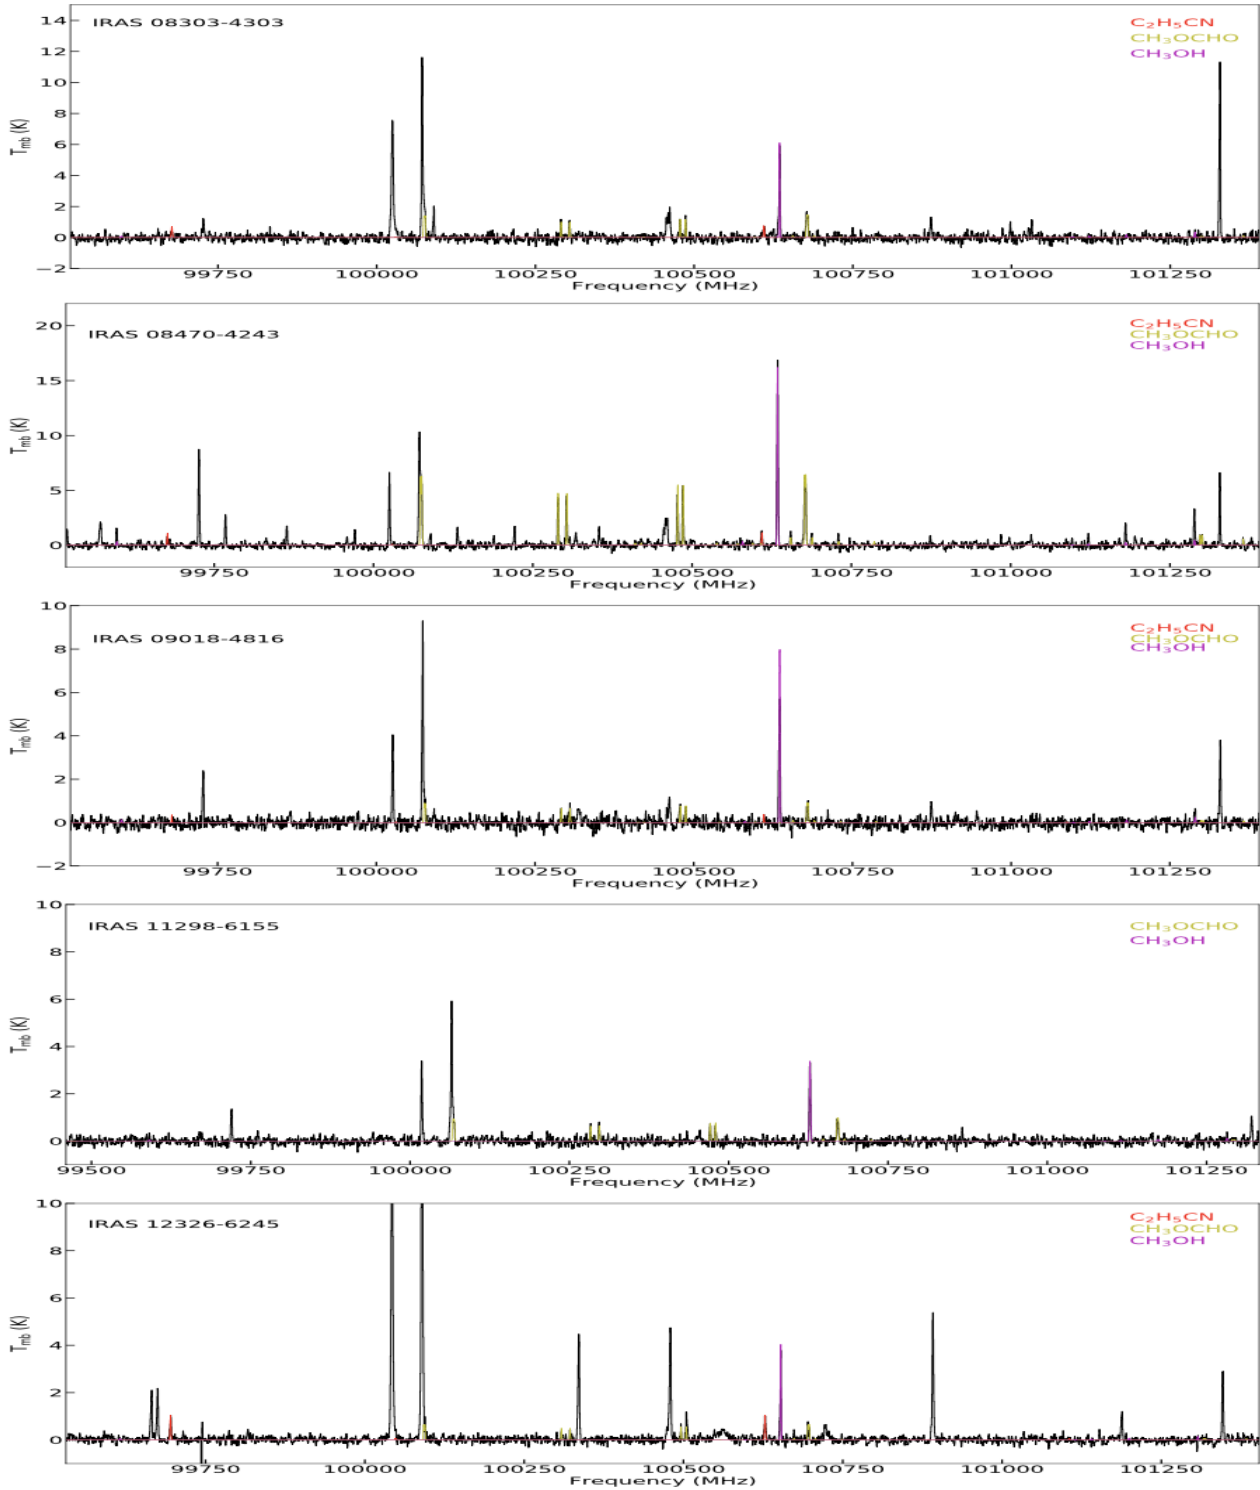 IRAS 08303-4303
C₂H₅CN
CH₃OCHO
CH₃OH
T_mb (K)
14
12
10
8
6
4
2
0
−2
99750 100000 100250 100500 100750 101000 101250
Frequency (MHz)
IRAS 08470-4243
C₂H₅CN
CH₃OCHO
CH₃OH
T_mb (K)
20
15
10
5
0
99750 100000 100250 100500 100750 101000 101250
Frequency (MHz)
IRAS 09018-4816
C₂H₅CN
CH₃OCHO
CH₃OH
T_mb (K)
10
8
6
4
2
0
−2
99750 100000 100250 100500 100750 101000 101250
Frequency (MHz)
IRAS 11298-6155
CH₃OCHO
CH₃OH
T_mb (K)
10
8
6
4
2
0
99500 99750 100000 100250 100500 100750 101000 101250
Frequency (MHz)
IRAS 12326-6245
C₂H₅CN
CH₃OCHO
CH₃OH
T_mb (K)
10
8
6
4
2
0
99750 100000 100250 100500 100750 101000 101250
Frequency (MHz)